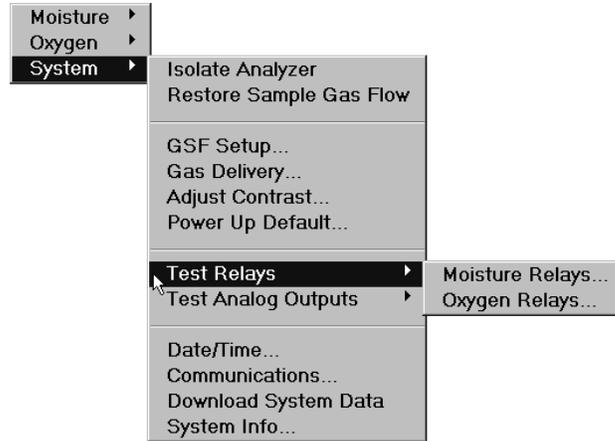 Moisture
Oxygen
System
Isolate Analyzer
Restore Sample Gas Flow
GSF Setup...
Gas Delivery...
Adjust Contrast...
Power Up Default...
Test Relays
Test Analog Outputs
Moisture Relays...
Oxygen Relays...
Date/Time...
Communications...
Download System Data
System Info...